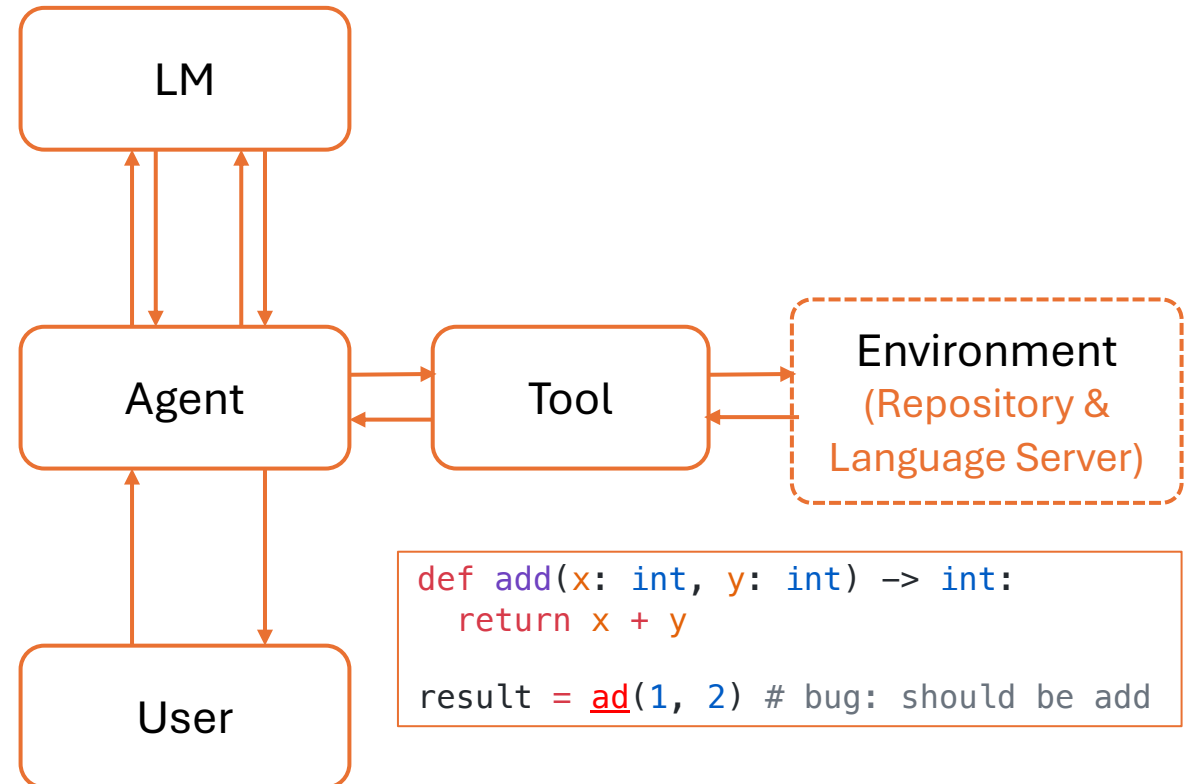 LM
Agent
Tool
Environment
(Repository &
Language Server)
def add(x: int, y: int) -> int:
  return x + y
result = ad(1, 2) # bug: should be add
User